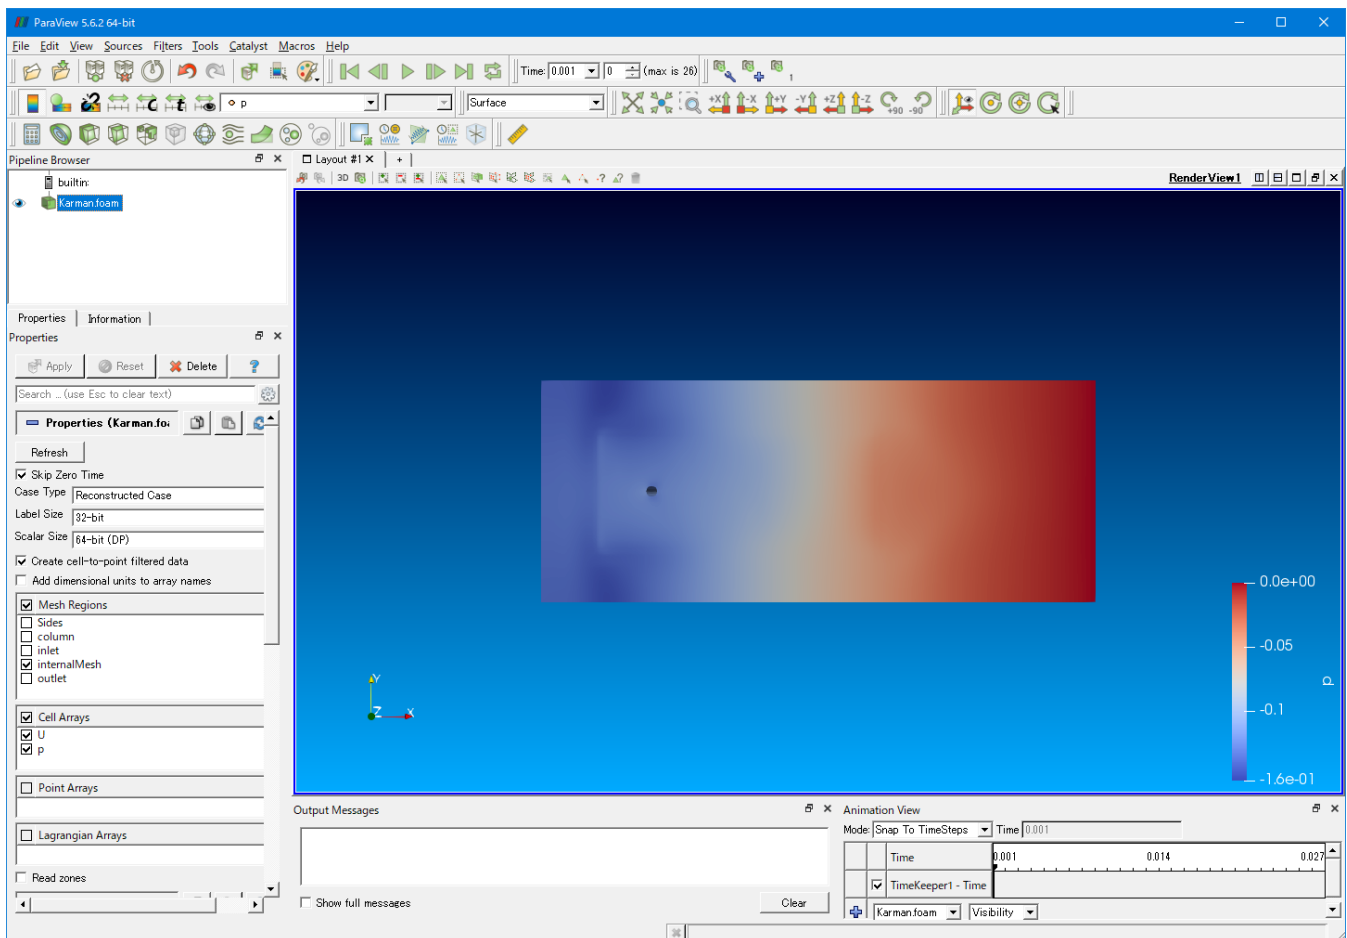 ParaView 5.6.2 64-bit
File Edit View Sources Filters Tools Catalyst Macros Help
Time: 0.001 0 (max is 26)
1
p Surface
+X -X +Y -Y +Z -Z +90 -90
Pipeline Browser
Layout #1 × +
builtin:
Karman.foam
3D
RenderView1
Properties Information
Properties
Apply Reset Delete ?
Search ... (use Esc to clear text)
Properties (Karman.foa
Refresh
Skip Zero Time
Case Type Reconstructed Case
Label Size 32-bit
Scalar Size 64-bit (DP)
Create cell-to-point filtered data
Add dimensional units to array names
Mesh Regions
Sides
column
inlet
internalMesh
outlet
Cell Arrays
U
p
Point Arrays
Lagrangian Arrays
Read zones
Y
Z X
0.0e+00
-0.05
p
-0.1
-1.6e-01
Output Messages
Show full messages
Clear
Animation View
Mode: Snap To TimeSteps Time 0.001
Time 0.001 0.014 0.027
TimeKeeper1 - Time
Karman.foam Visibility